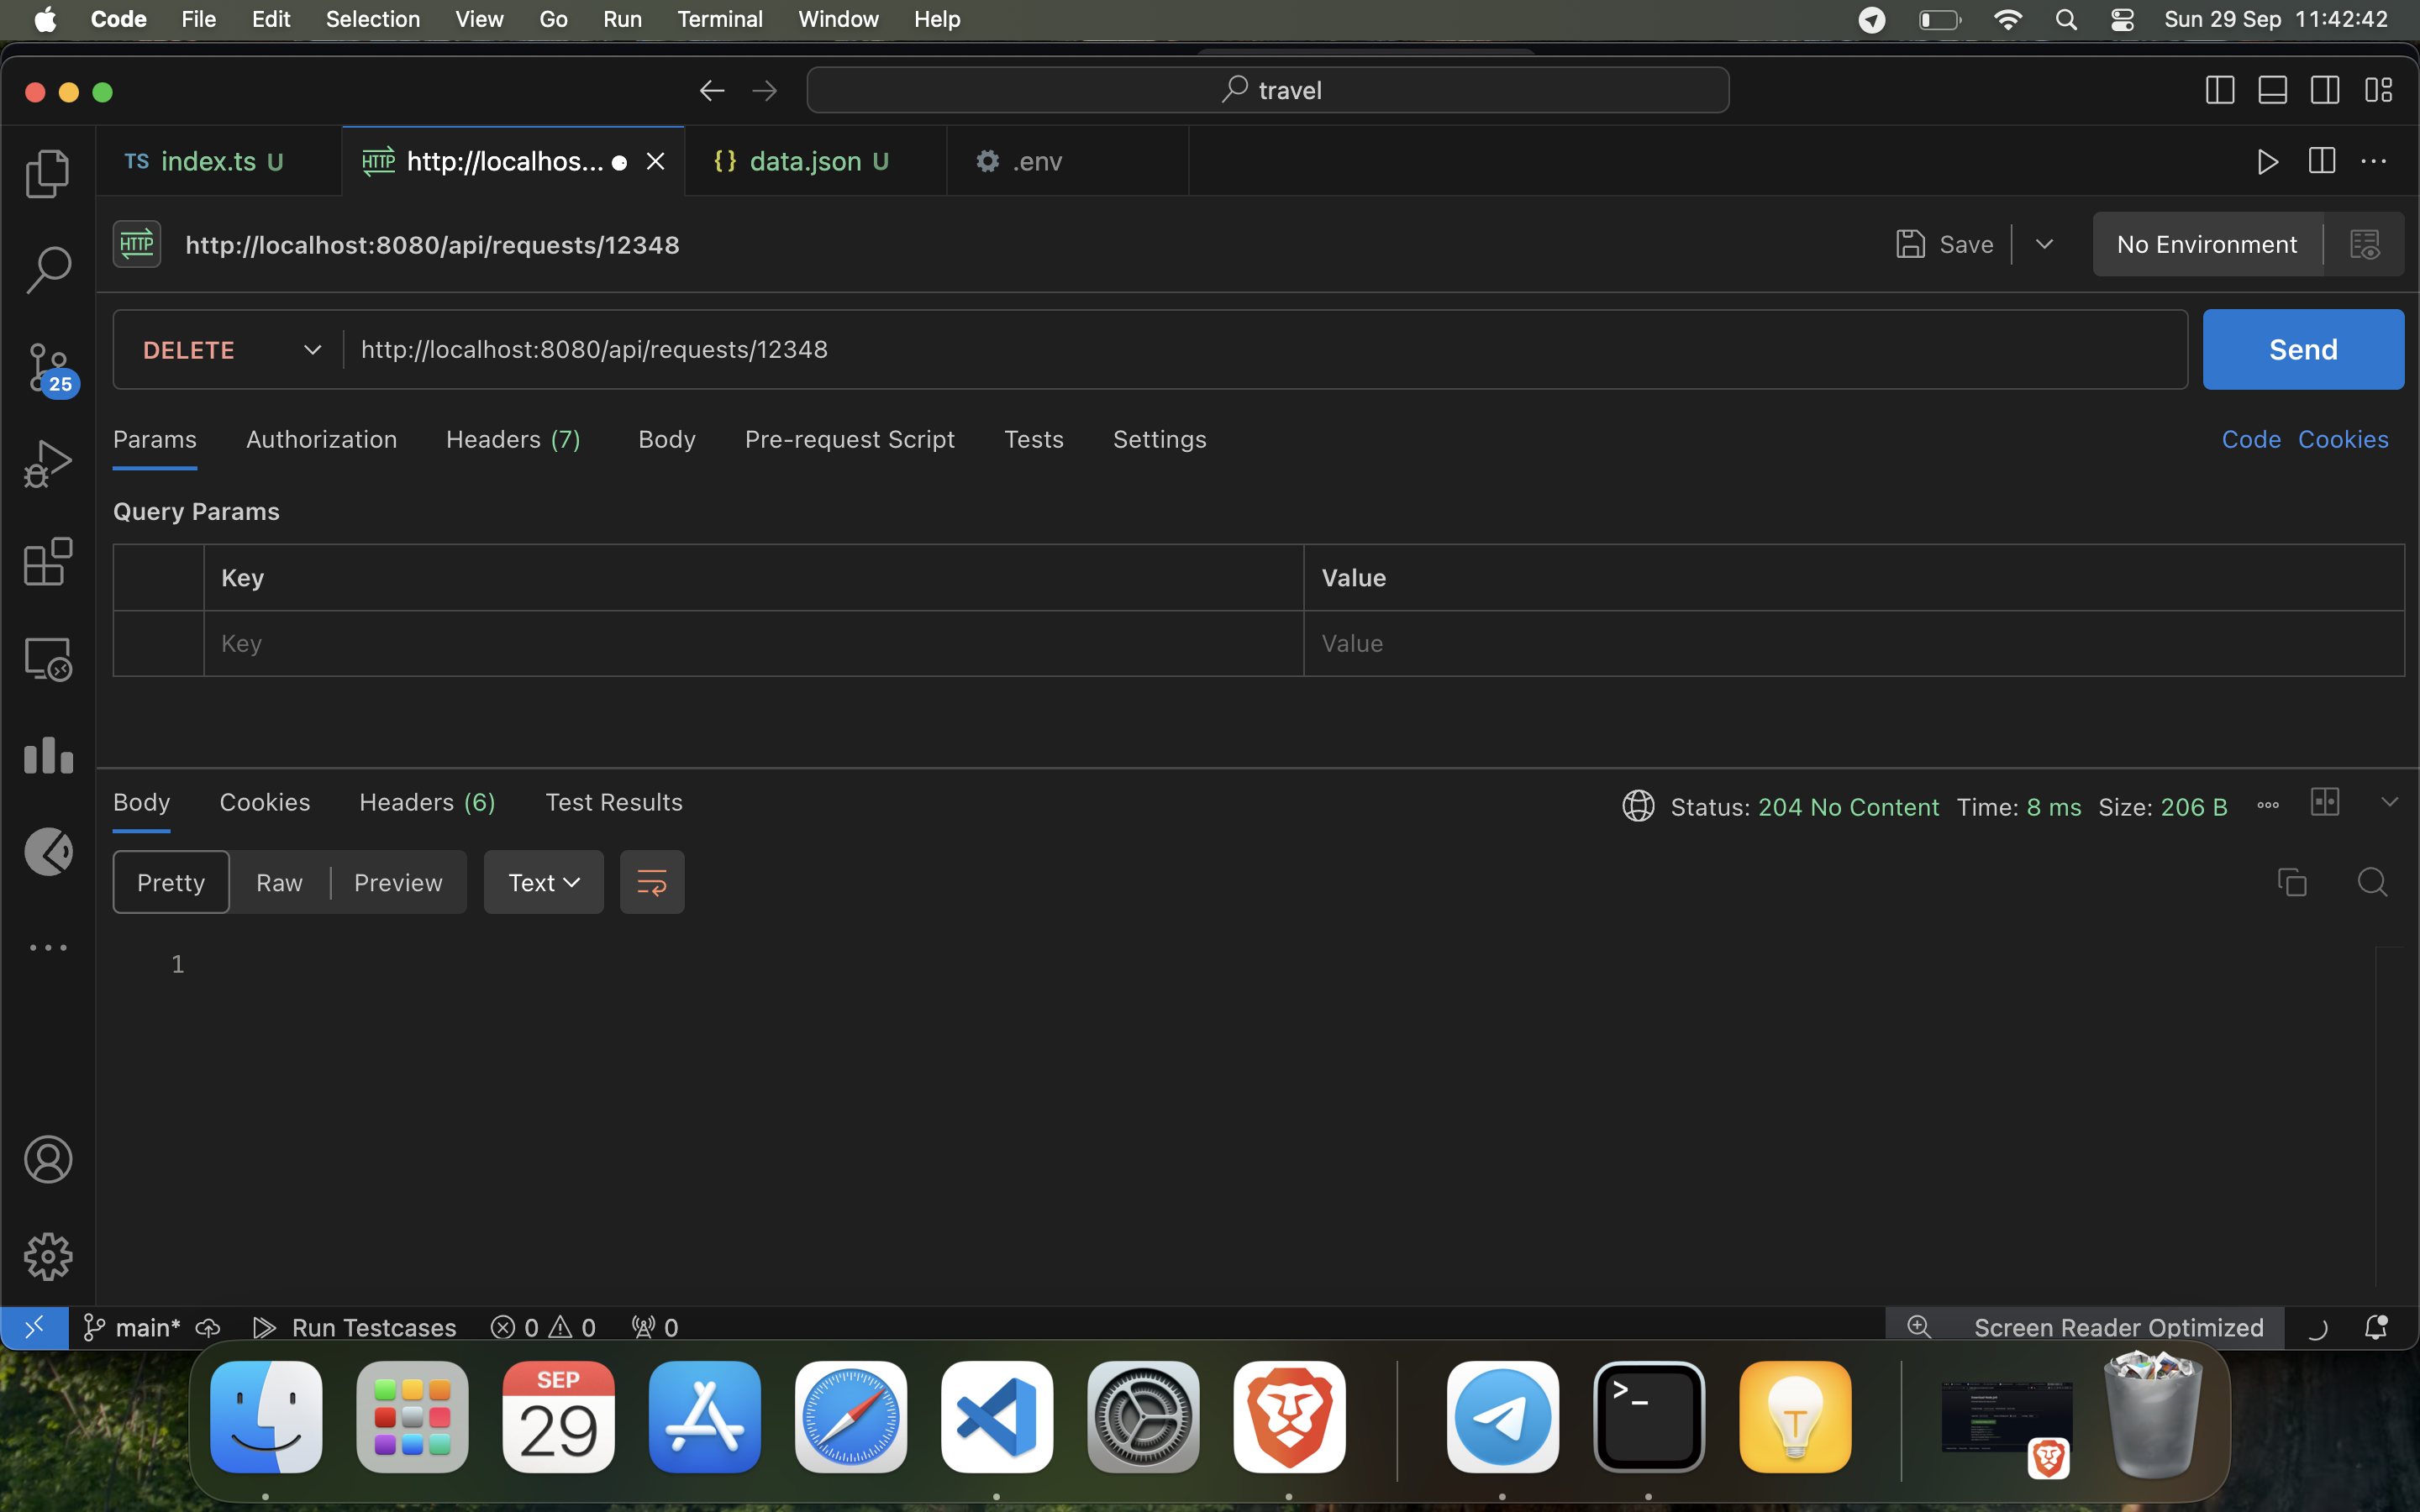 Code File Edit Selection View Go Run Terminal Window Help Sun 29 Sep 11:42:42
travel
TS index.ts U HTTP http://localhos... {} data.json U .env
HTTP http://localhost:8080/api/requests/12348 Save No Environment
DELETE http://localhost:8080/api/requests/12348 Send
25
Params Authorization Headers (7) Body Pre-request Script Tests Settings Code Cookies
Query Params
Key Value
Key Value
Body Cookies Headers (6) Test Results Status: 204 No Content Time: 8 ms Size: 206 B
Pretty Raw Preview Text
1
main* Run Testcases 0 0 0 Screen Reader Optimized
SEP
29
>_
T